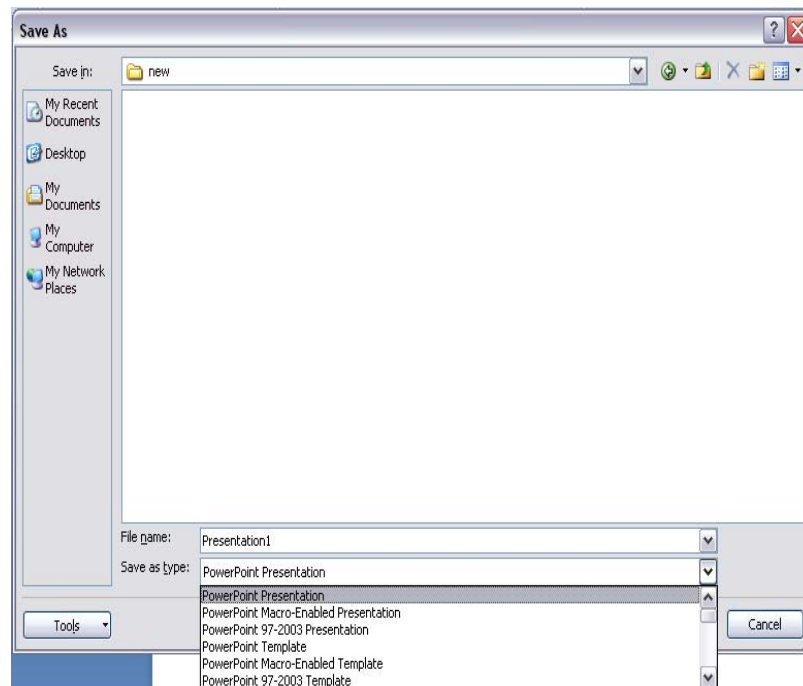 Save As
Save in:
new
My Recent
Documents
Desktop
My
Documents
My
Computer
My Network
Places
File name:
Presentation1
Save as type:
PowerPoint Presentation
PowerPoint Presentation
PowerPoint Macro-Enabled Presentation
PowerPoint 97-2003 Presentation
PowerPoint Template
PowerPoint Macro-Enabled Template
PowerPoint 97-2003 Template
Tools
Cancel